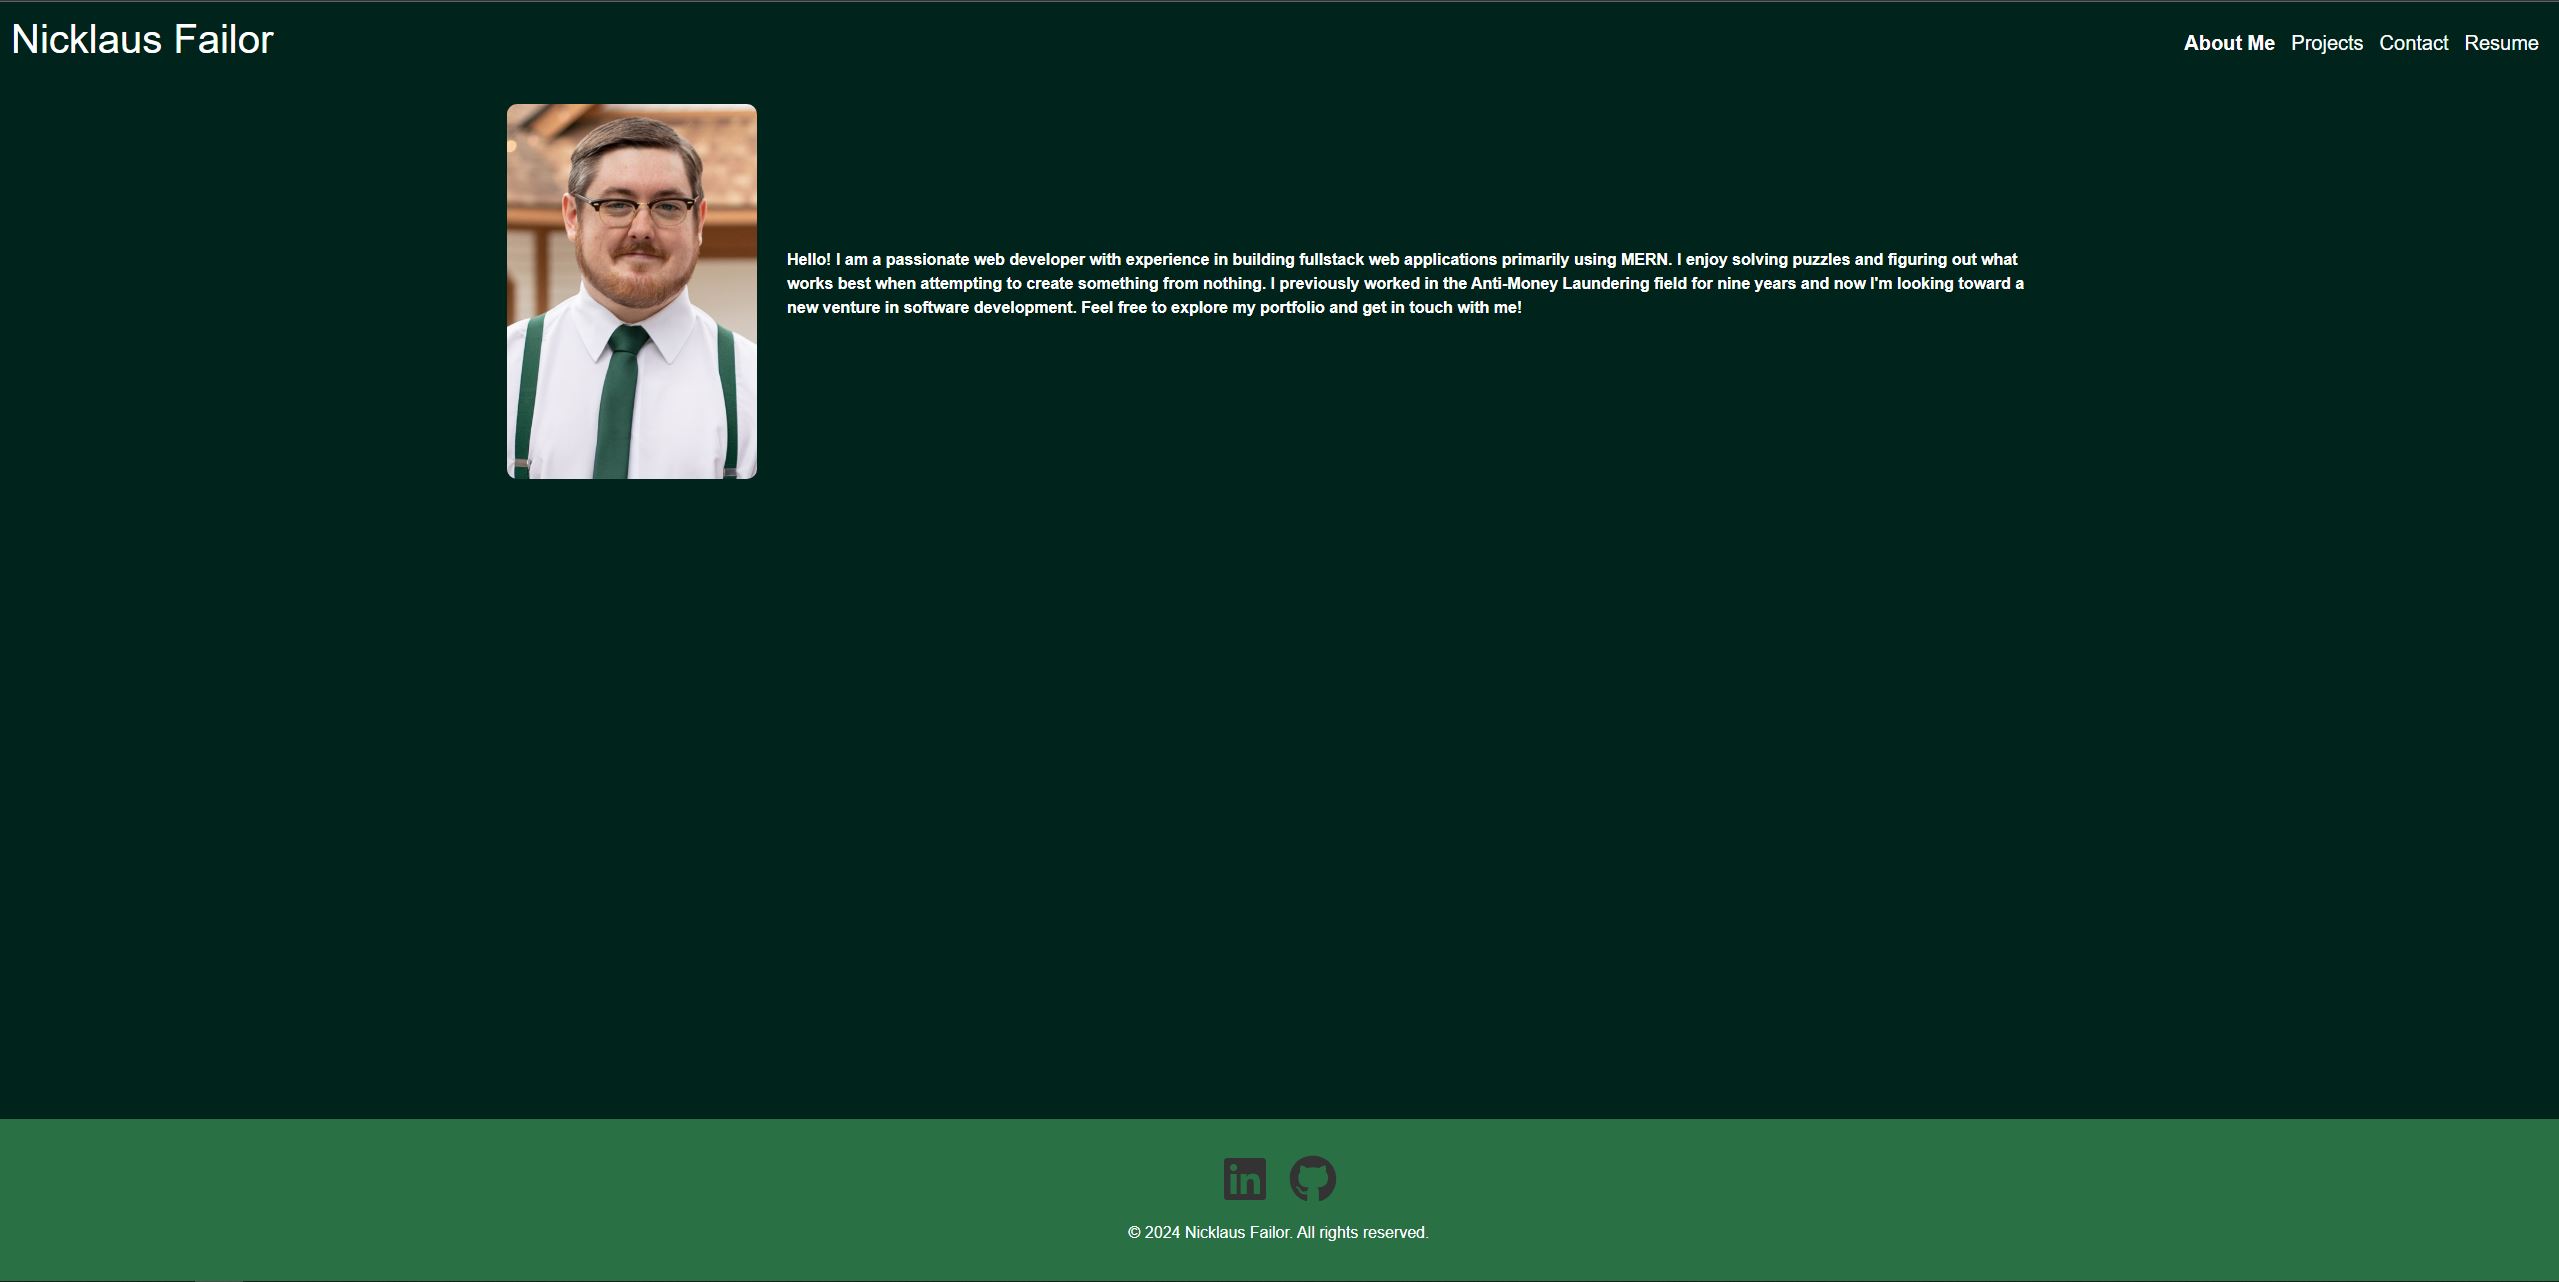 Nicklaus Failor
About Me Projects Contact Resume
Hello! I am a passionate web developer with experience in building fullstack web applications primarily using MERN. I enjoy solving puzzles and figuring out what
works best when attempting to create something from nothing. I previously worked in the Anti-Money Laundering field for nine years and now I'm looking toward a
new venture in software development. Feel free to explore my portfolio and get in touch with me!
in
© 2024 Nicklaus Failor. All rights reserved.